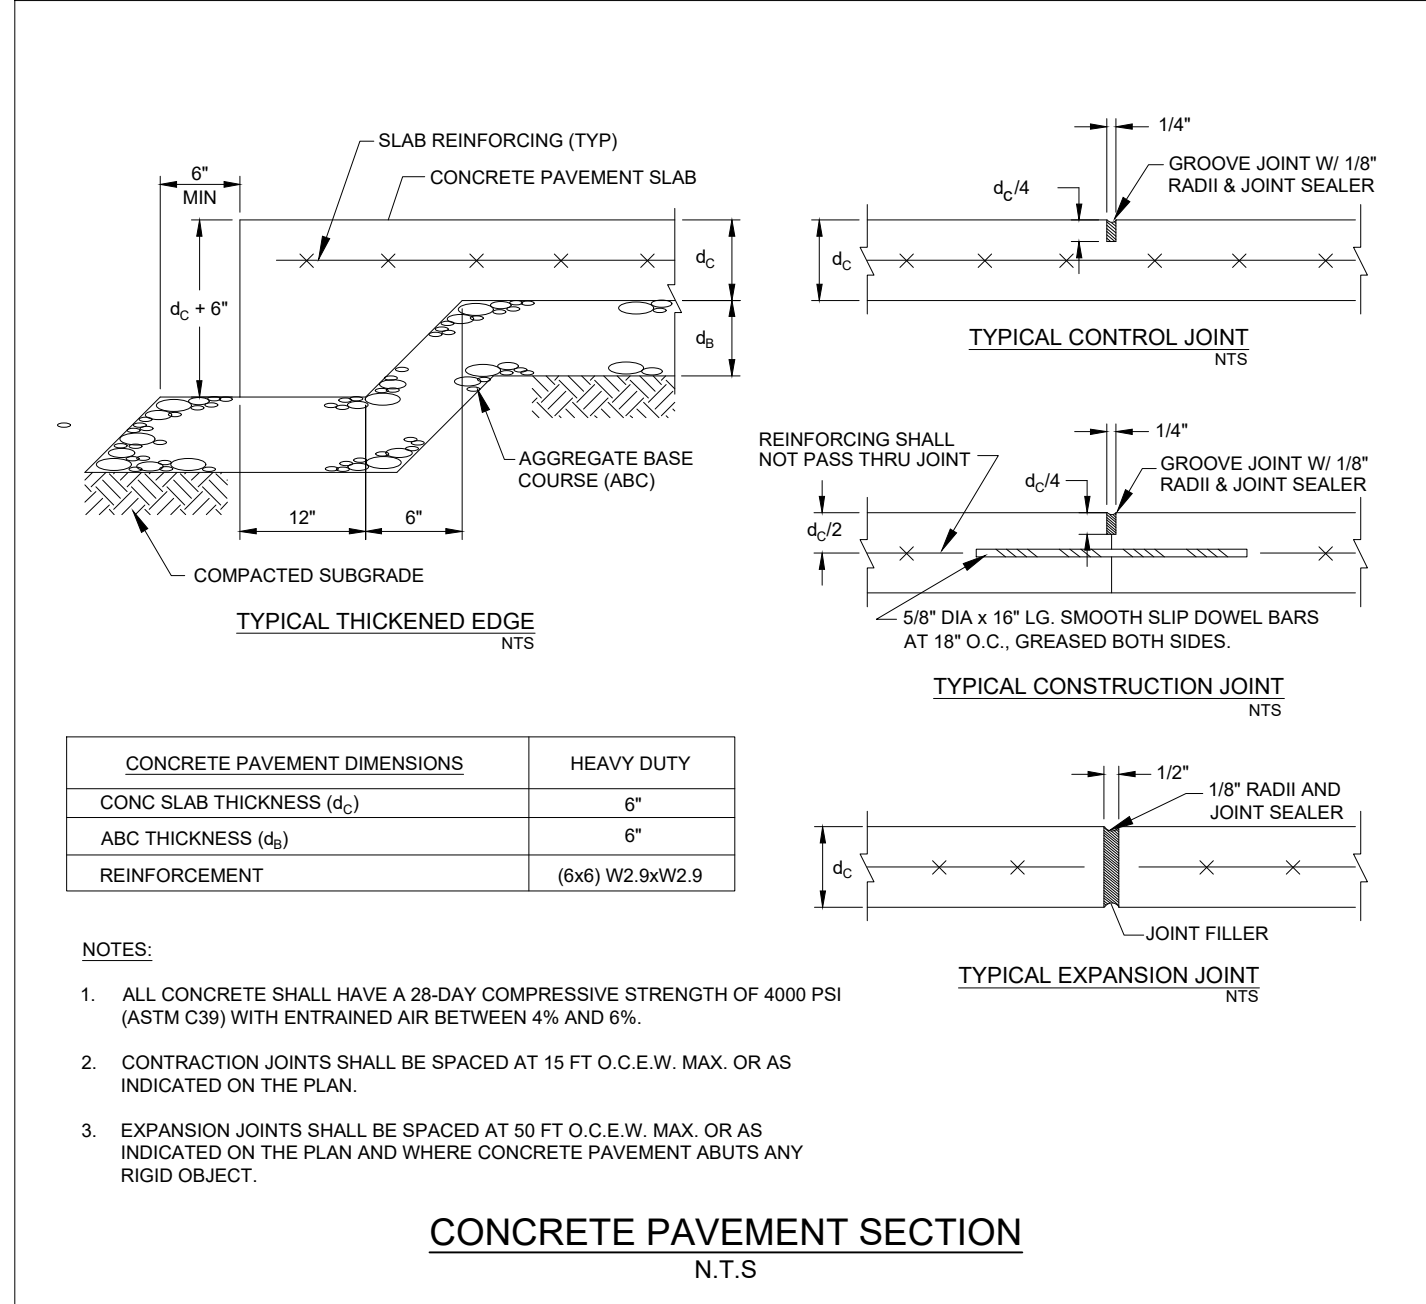 SLAB REINFORCING (TYP)
CONCRETE PAVEMENT SLAB
6"
MIN
dC + 6"
dC
dB
AGGREGATE BASE
COURSE (ABC)
12"
6"
COMPACTED SUBGRADE
TYPICAL THICKENED EDGE
NTS
1/4"
GROOVE JOINT W/ 1/8"
RADII & JOINT SEALER
dC/4
dC
TYPICAL CONTROL JOINT
NTS
1/4"
REINFORCING SHALL
NOT PASS THRU JOINT
GROOVE JOINT W/ 1/8"
RADII & JOINT SEALER
dC/4
dC/2
5/8" DIA x 16" LG. SMOOTH SLIP DOWEL BARS
AT 18" O.C., GREASED BOTH SIDES.
TYPICAL CONSTRUCTION JOINT
NTS
CONCRETE PAVEMENT DIMENSIONS HEAVY DUTY
CONC SLAB THICKNESS (dC) 6"
ABC THICKNESS (dB) 6"
REINFORCEMENT (6x6) W2.9xW2.9
1/2"
1/8" RADII AND
JOINT SEALER
dC
JOINT FILLER
TYPICAL EXPANSION JOINT
NTS
NOTES:
1. ALL CONCRETE SHALL HAVE A 28-DAY COMPRESSIVE STRENGTH OF 4000 PSI
(ASTM C39) WITH ENTRAINED AIR BETWEEN 4% AND 6%.
2. CONTRACTION JOINTS SHALL BE SPACED AT 15 FT O.C.E.W. MAX. OR AS
INDICATED ON THE PLAN.
3. EXPANSION JOINTS SHALL BE SPACED AT 50 FT O.C.E.W. MAX. OR AS
INDICATED ON THE PLAN AND WHERE CONCRETE PAVEMENT ABUTS ANY
RIGID OBJECT.
CONCRETE PAVEMENT SECTION
N.T.S